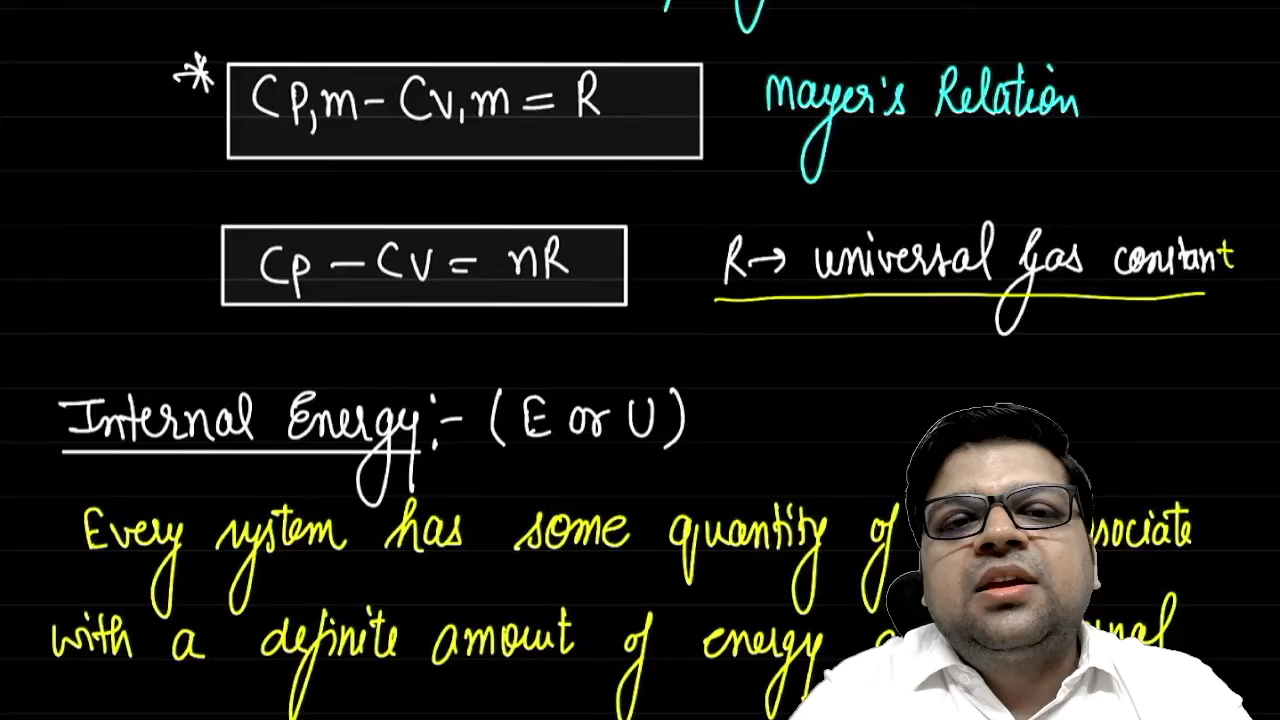 * Cp,m - Cv,m = R Mayer's Relation
Cp - Cv = nR R→ universal gas constant
Internal Energy:- (E or U)
Every system has some quantity of
with a definite amount of energy